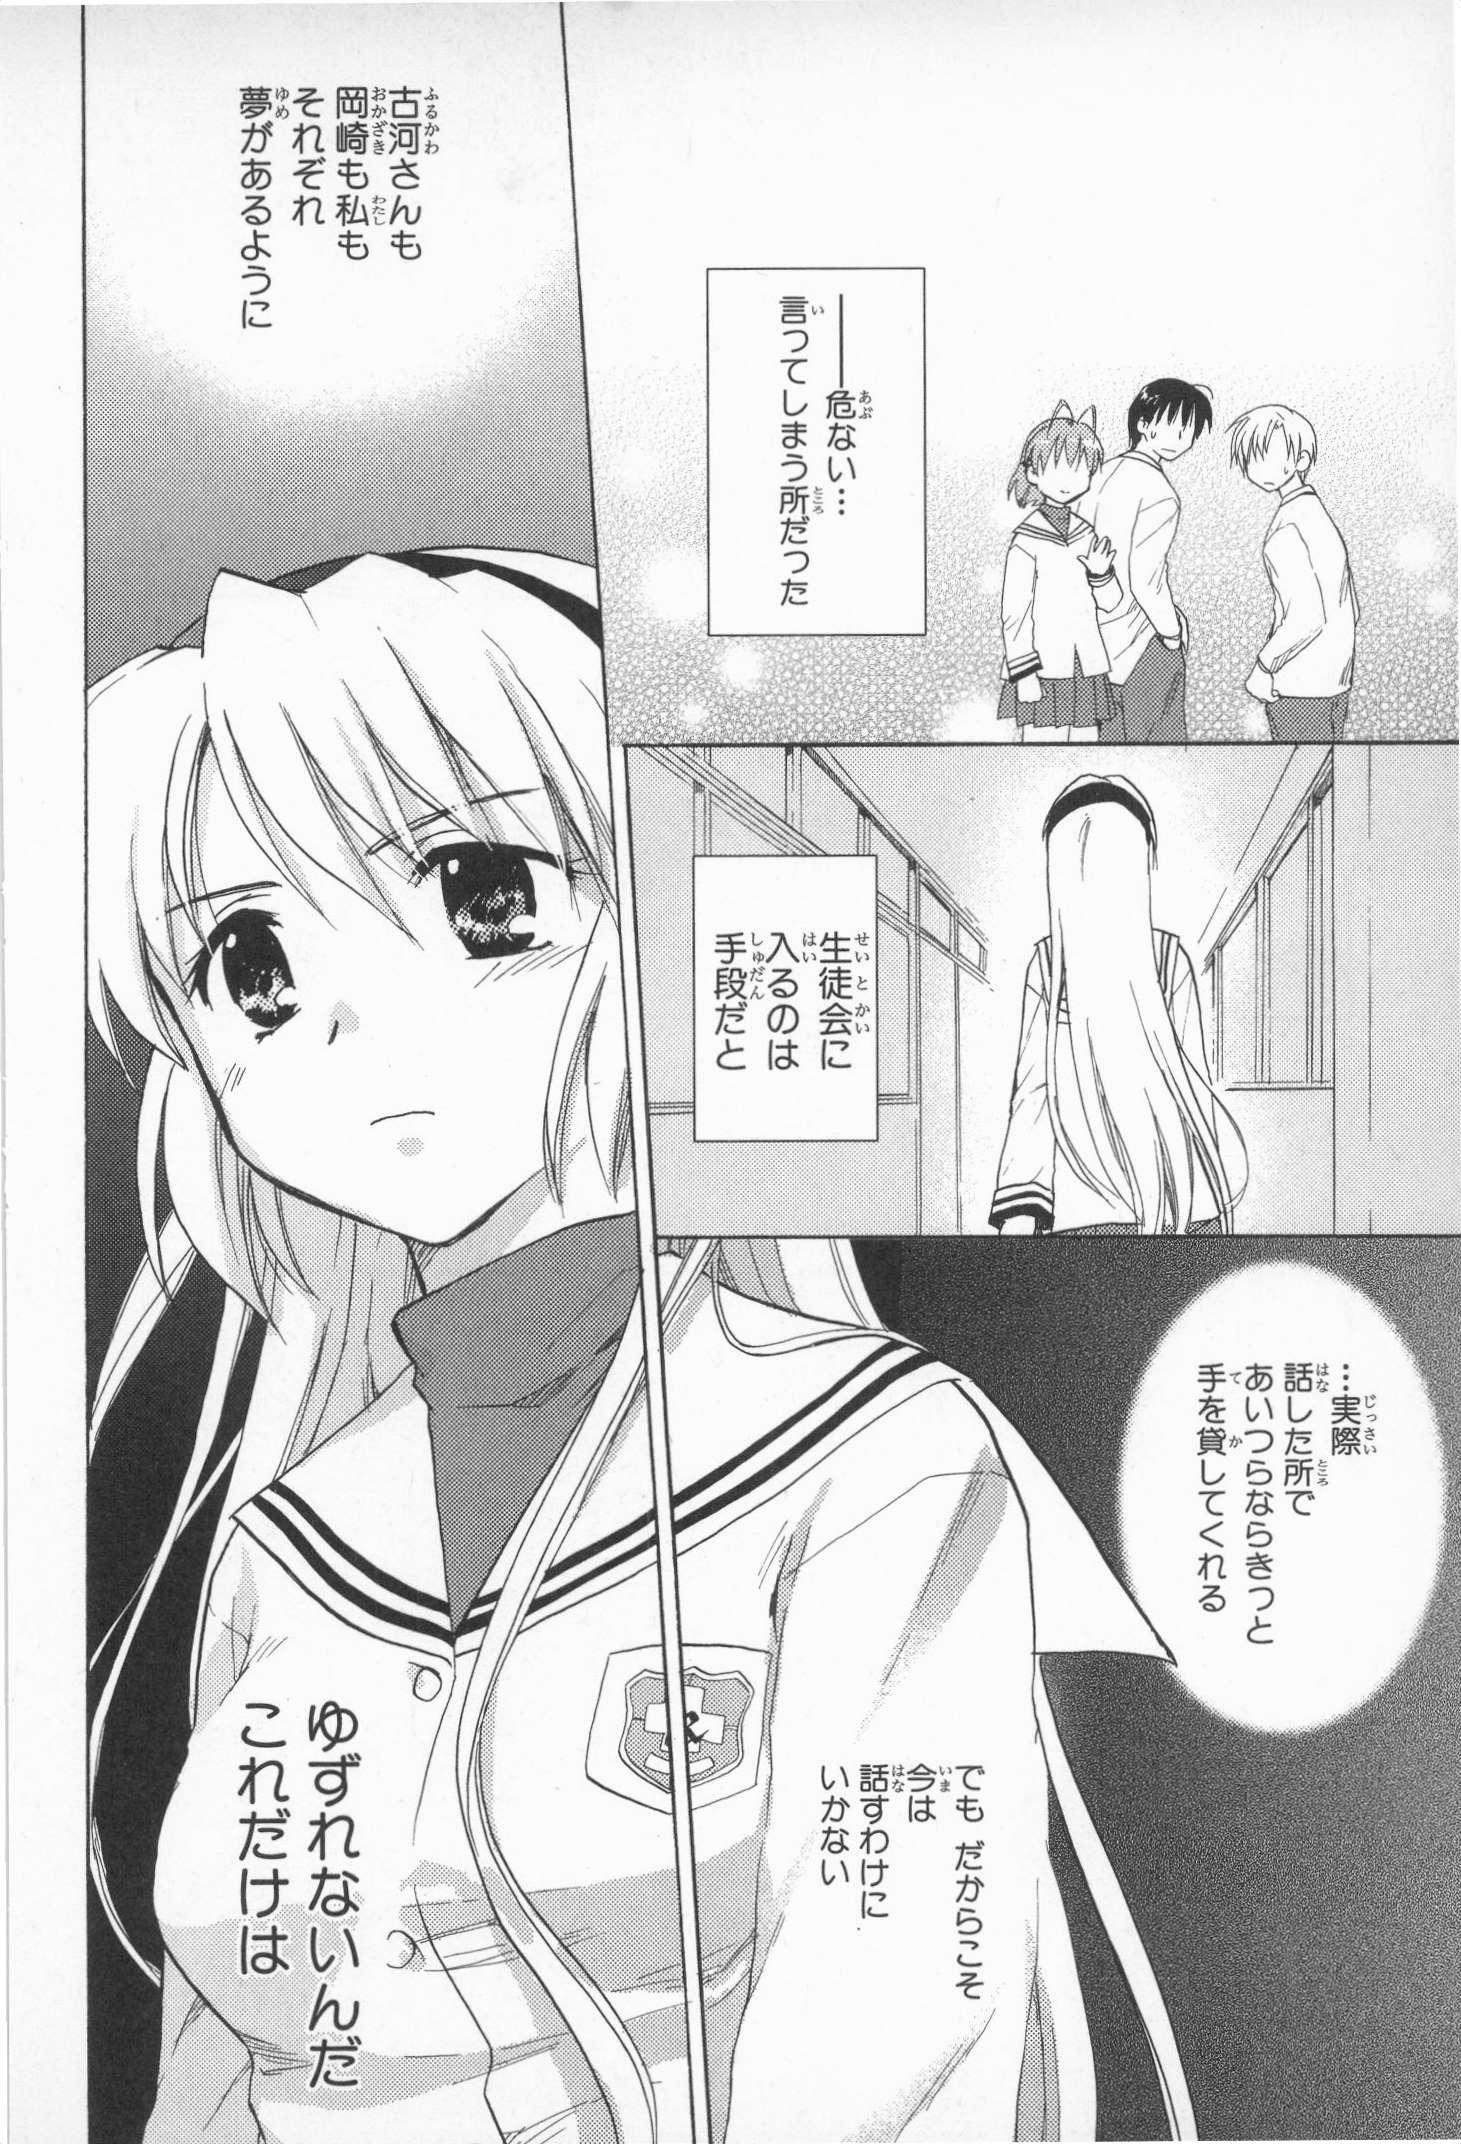 ――危ない…
言ってしまう所だった
生徒会に
入るのは
手段だと
…実際
話した所で
あいつらならきっと
手を貸してくれる
でも だからこそ
今は
話すわけに
いかない
古河さんも
岡崎も私も
それぞれ
夢があるように
ゆずれないんだ
これだけは